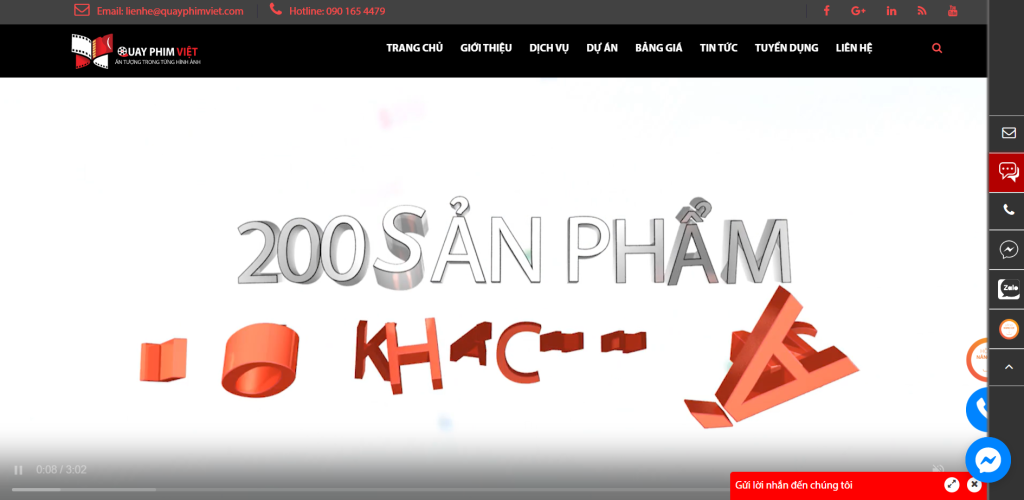 Email: lienhe@quayphimviet.com
Hotline: 090 165 4479
QUAY PHIM VIỆT
ẤN TƯỢNG TRONG TỪNG HÌNH ẢNH
TRANG CHỦ GIỚI THIỆU DỊCH VỤ DỰ ÁN BẢNG GIÁ TIN TỨC TUYỂN DỤNG LIÊN HỆ
200 SẢN PHẨM
KHAC
Zalo
0:08 / 3:02
Gửi lời nhắn đến chúng tôi